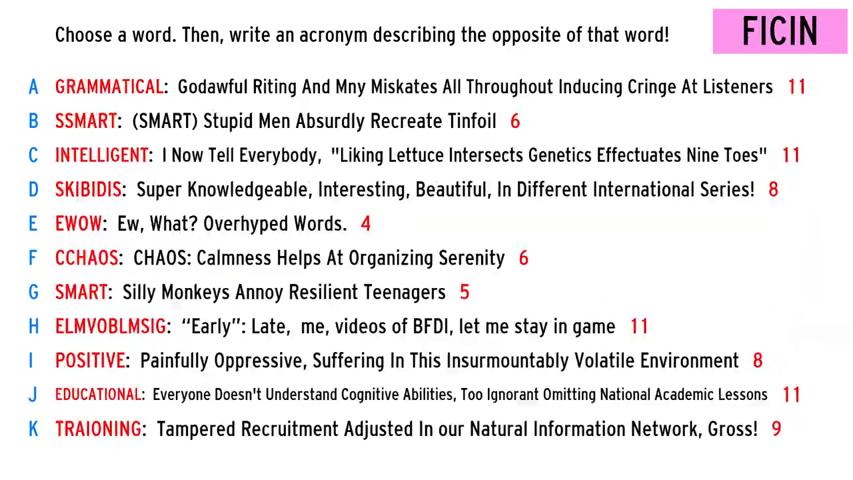 Choose a word. Then, write an acronym describing the opposite of that word!
FICIN
A GRAMMATICAL: Godawful Riting And Mny Miskates All Throughout Inducing Cringe At Listeners 11
B SSMART: (SMART) Stupid Men Absurdly Recreate Tinfoil 6
C INTELLIGENT: I Now Tell Everybody, "Liking Lettuce Intersects Genetics Effectuates Nine Toes" 11
D SKIBIDIS: Super Knowledgeable, Interesting, Beautiful, In Different International Series! 8
E EWOW: Ew, What? Overhyped Words. 4
F CCHAOS: CHAOS: Calmness Helps At Organizing Serenity 6
G SMART: Silly Monkeys Annoy Resilient Teenagers 5
H ELMVOBLMSIG: “Early”: Late, me, videos of BFDI, let me stay in game 11
I POSITIVE: Painfully Oppressive, Suffering In This Insurmountably Volatile Environment 8
J EDUCATIONAL: Everyone Doesn't Understand Cognitive Abilities, Too Ignorant Omitting National Academic Lessons 11
K TRAIONING: Tampered Recruitment Adjusted In our Natural Information Network, Gross! 9